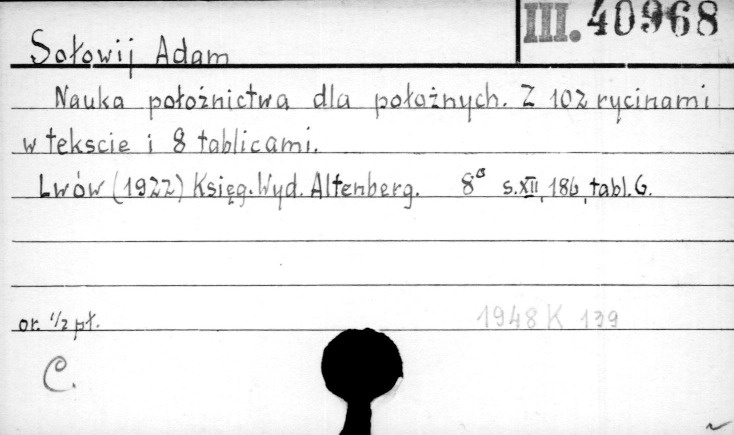 III. 40968
Sołowij Adam
Nauka położnictwa dla położnych. Z 102 rycinami
w tekscie i 8 tablicami.
Lwów (1922) Księg. Wyd. Altenberg. 8° s. XII, 186, tabl. 6.
or. 1/2 pł. 1948 K 139
C.